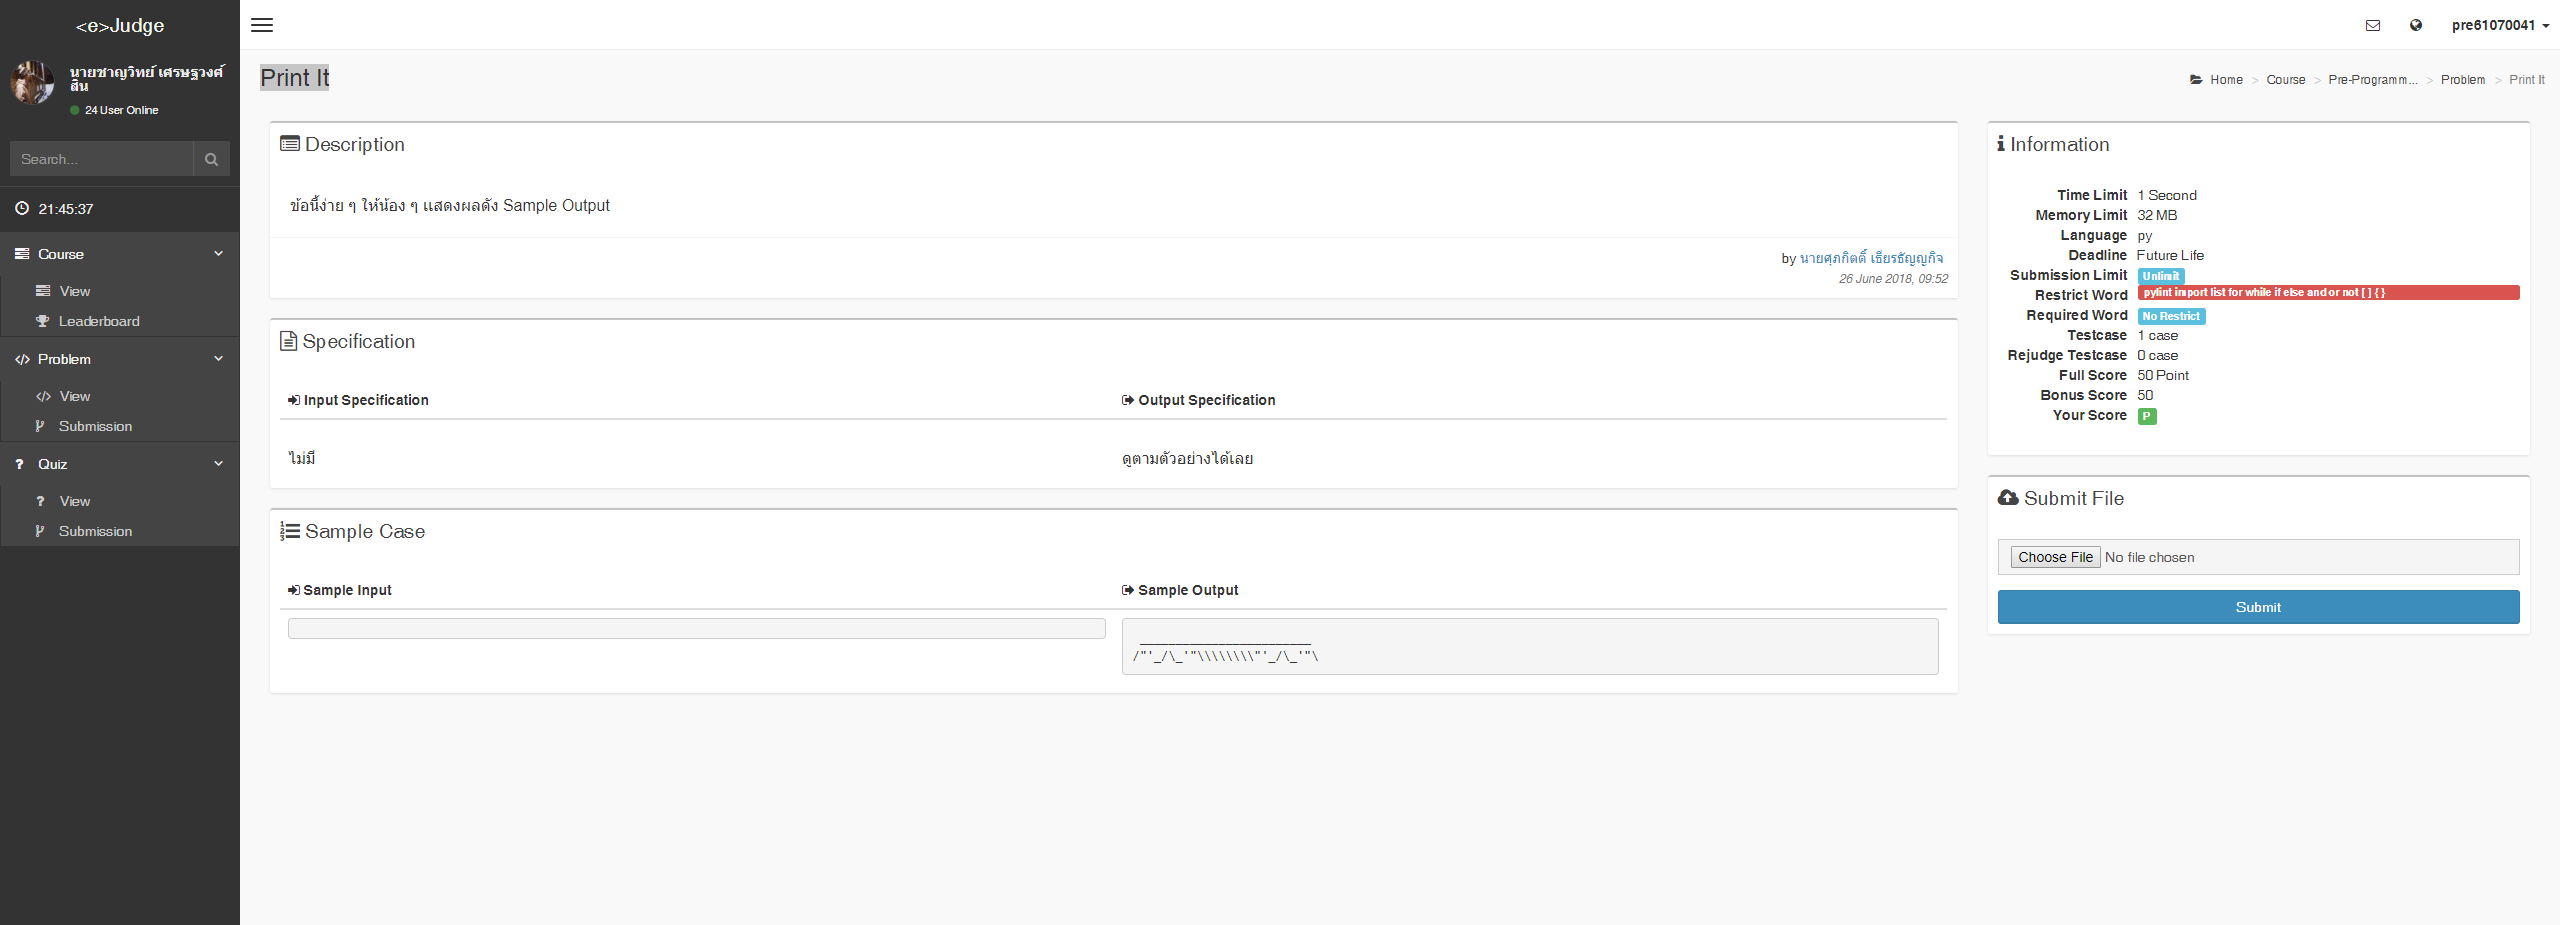 <e>Judge
pre61070041
นายชาญวิทย์ เศรษฐวงศ์
สิน
24 User Online
Search...
21:45:37
Course
View
Leaderboard
Problem
View
Submission
Quiz
View
Submission
Print It
Home > Course > Pre-Programm... > Problem > Print It
Description
ข้อนี้ง่าย ๆ ให้น้อง ๆ แสดงผลดัง Sample Output
by นายศุภกิตติ์ เธียรธัญญกิจ
26 June 2018, 09:52
Specification
Input Specification
Output Specification
ไม่มี
ดูตามตัวอย่างได้เลย
Sample Case
Sample Input
Sample Output
 ________________________
/"'_/\_'"\\\\\\\\"'_/\_'"\
Information
Time Limit 1 Second
Memory Limit 32 MB
Language py
Deadline Future Life
Submission Limit Unlimit
Restrict Word pylint import list for while if else and or not [ ] { }
Required Word No Restrict
Testcase 1 case
Rejudge Testcase 0 case
Full Score 50 Point
Bonus Score 50
Your Score P
Submit File
Choose File No file chosen
Submit